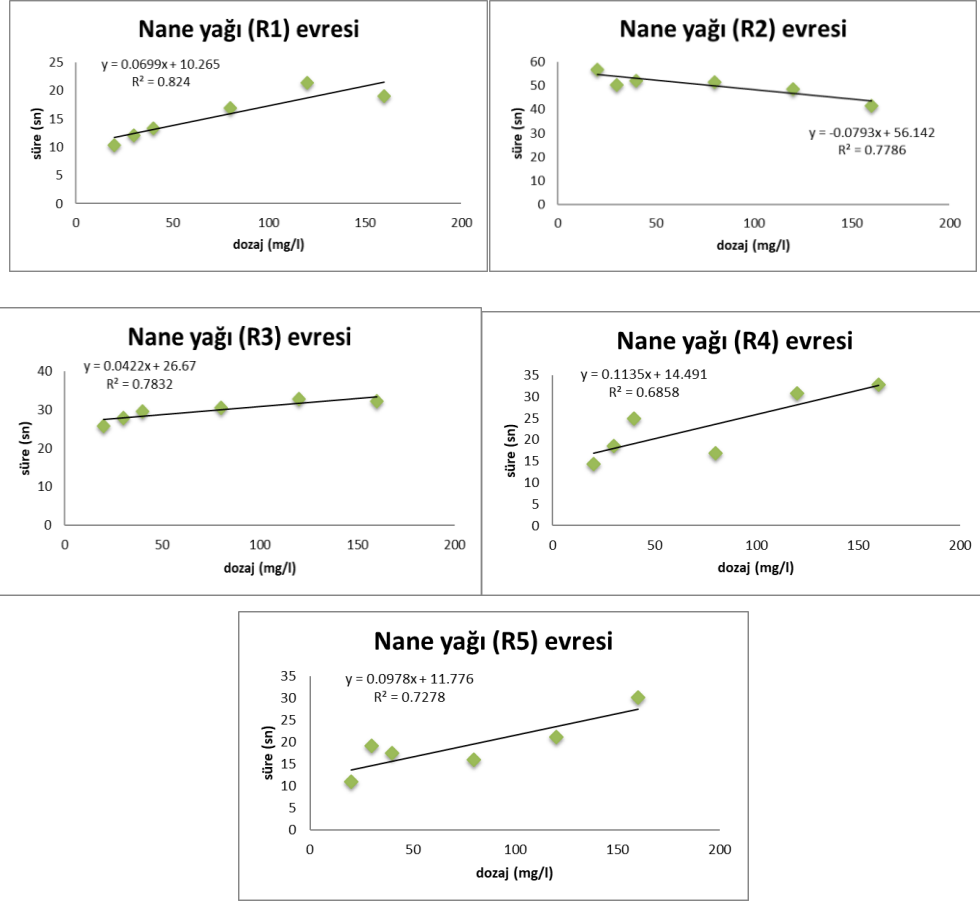 Nane yağı (R1) evresi
y = 0.0699x + 10.265
R² = 0.824
25
20
15
10
5
0
süre (sn)
0 50 100 150 200
dozaj (mg/l)
Nane yağı (R2) evresi
60
50
40
30
20
10
0
süre (sn)
y = -0.0793x + 56.142
R² = 0.7786
0 50 100 150 200
dozaj (mg/l)
Nane yağı (R3) evresi
y = 0.0422x + 26.67
R² = 0.7832
40
30
20
10
0
süre (sn)
0 50 100 150 200
dozaj (mg/l)
Nane yağı (R4) evresi
y = 0.1135x + 14.491
R² = 0.6858
35
30
25
20
15
10
5
0
süre (sn)
0 50 100 150 200
dozaj (mg/l)
Nane yağı (R5) evresi
y = 0.0978x + 11.776
R² = 0.7278
35
30
25
20
15
10
5
0
süre (sn)
0 50 100 150 200
dozaj (mg/l)